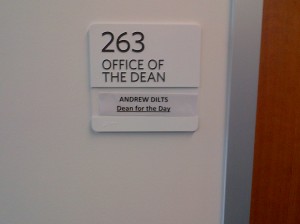 263
OFFICE OF
THE DEAN
ANDREW DILTS
Dean for the Day